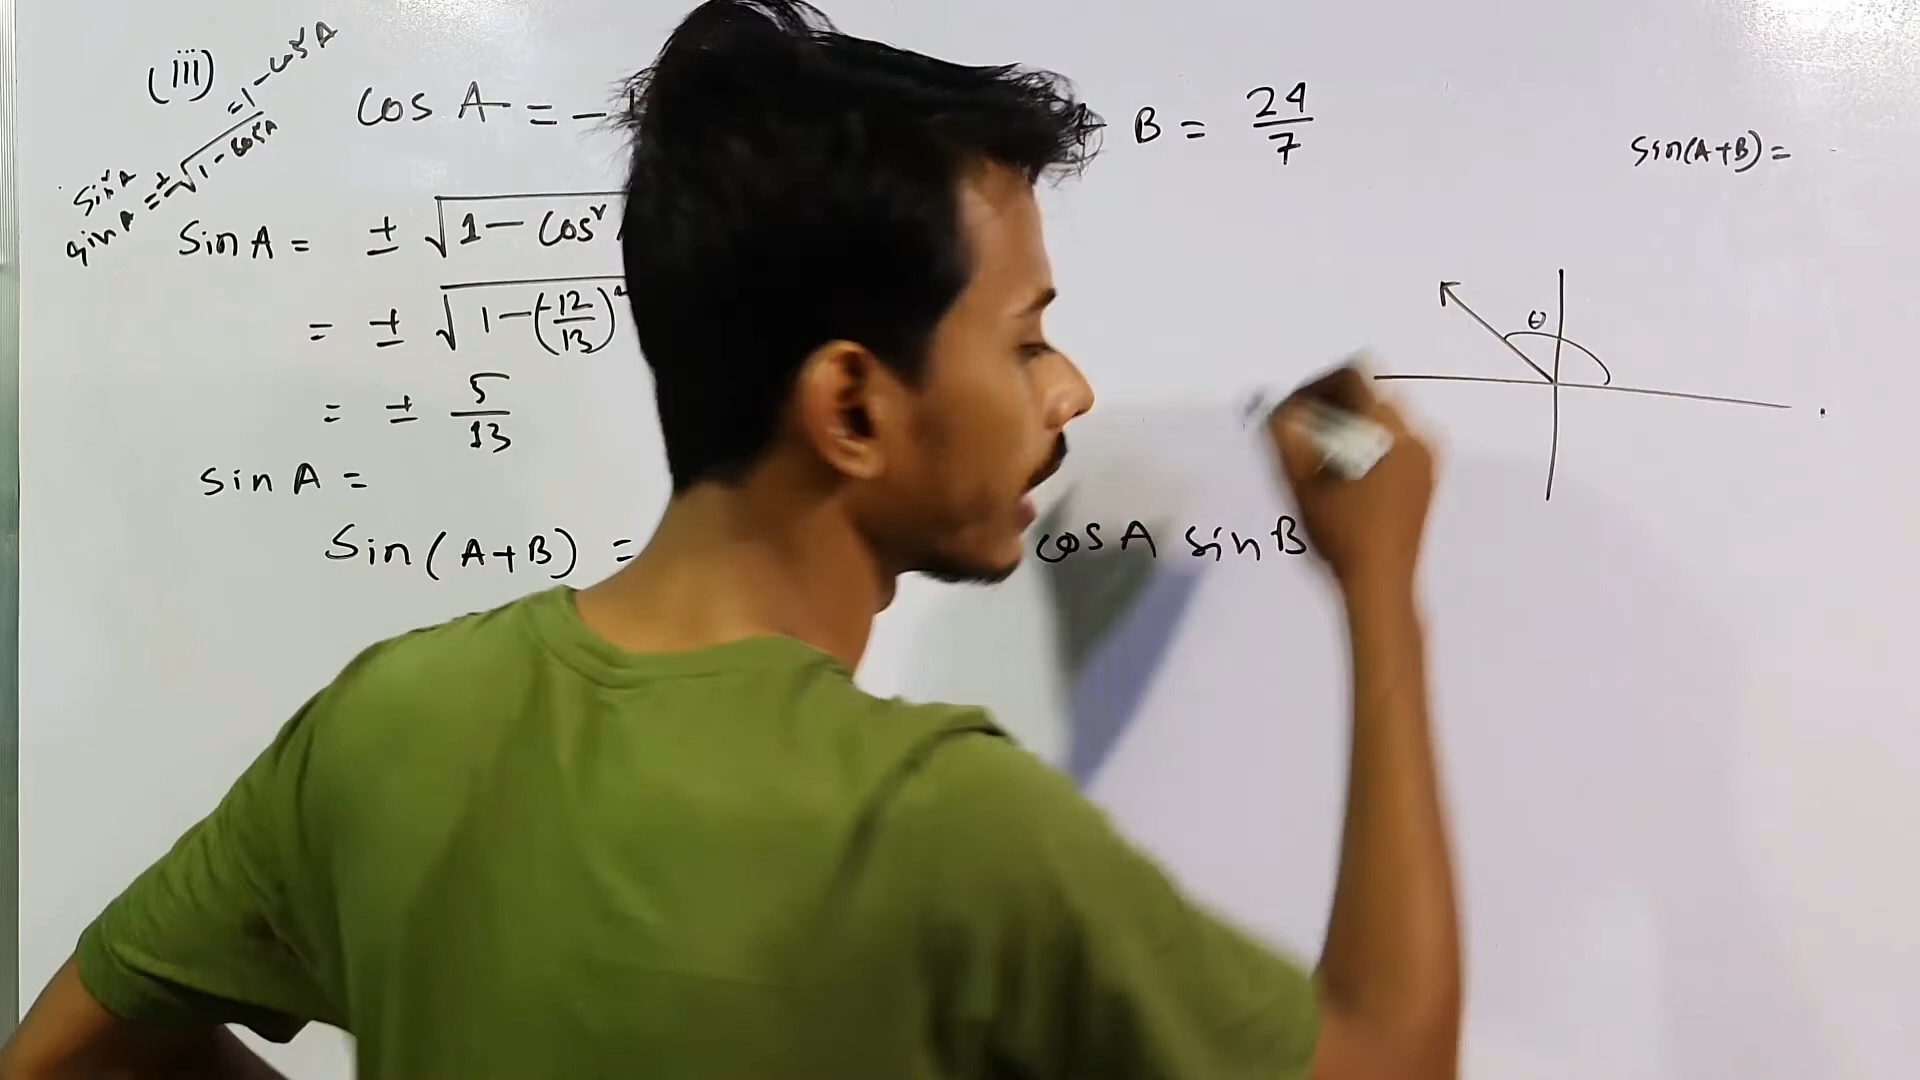 (iii) cos A = - B = 24/7
sin²A = 1 - cos²A
sin A = ± √1 - cos²A
sin(A+B) =
Sin A = ± √1 - cos²
= ± √1 - (-12/13)²
= ± 5/13
θ
sin A =
Sin(A+B) = cos A sin B